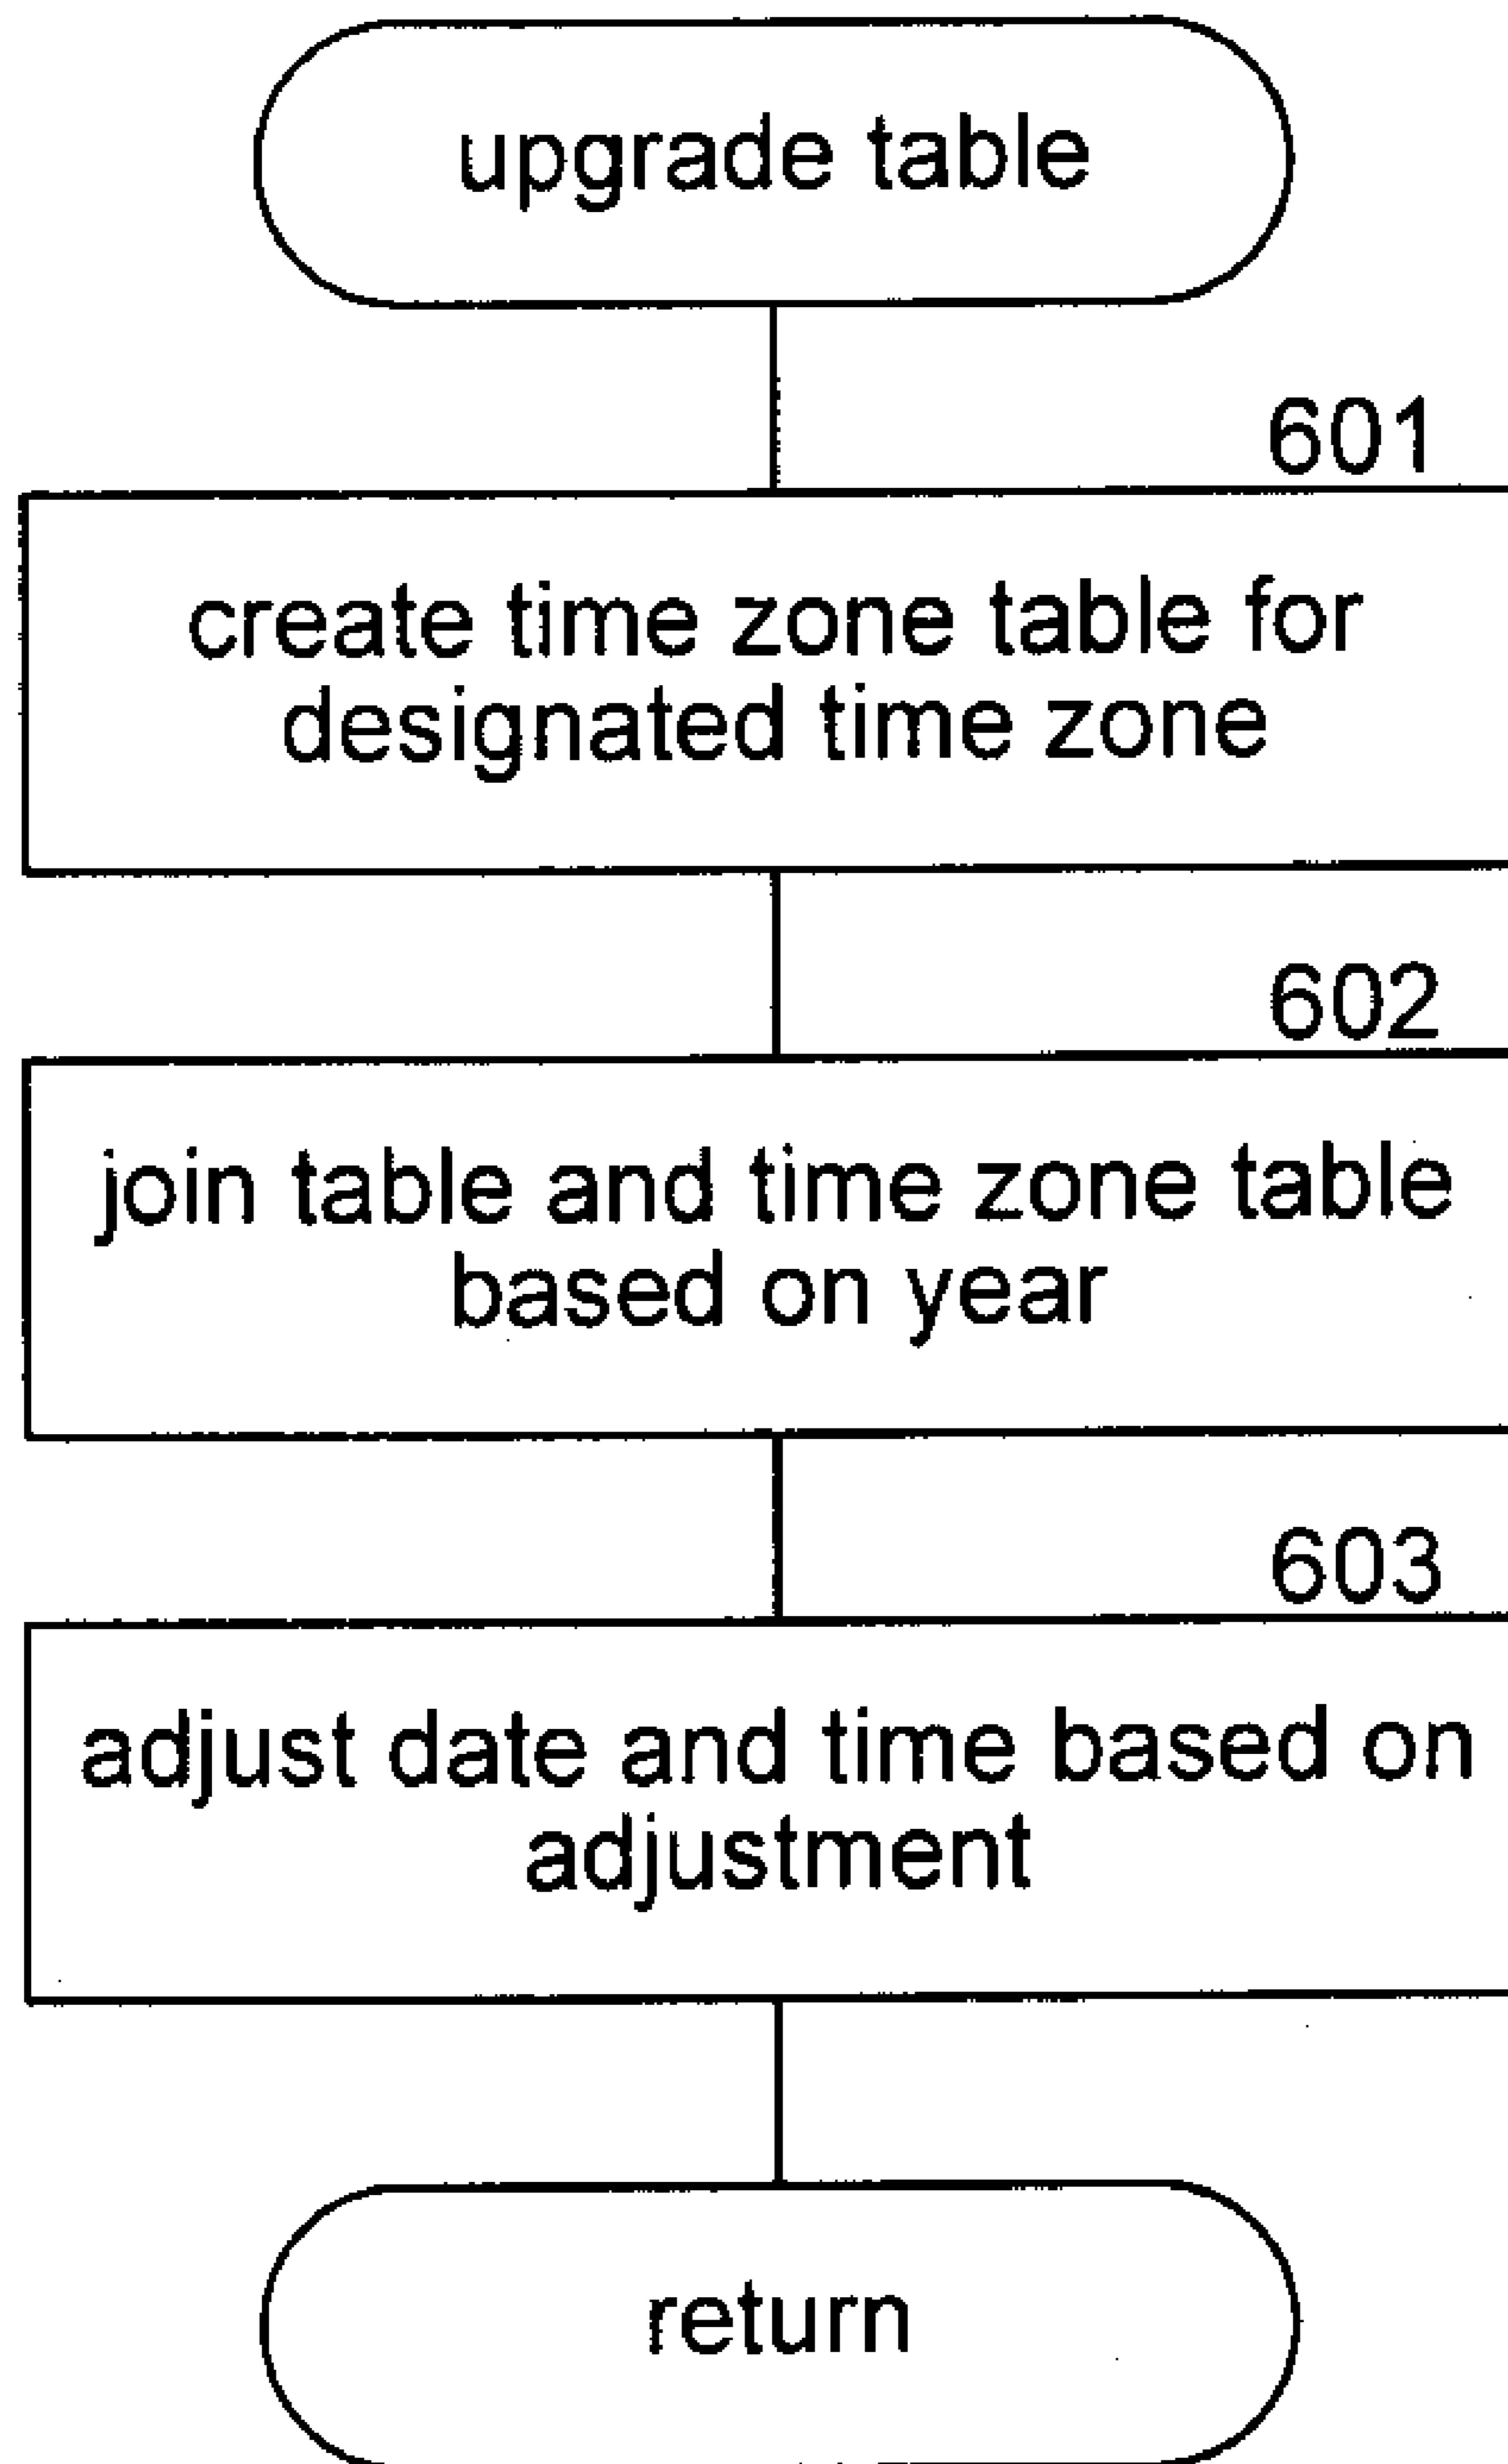 upgrade table
601
create time zone table for
designated time zone
602
join table and time zone table
based on year
603
adjust date and time based on
adjustment
return